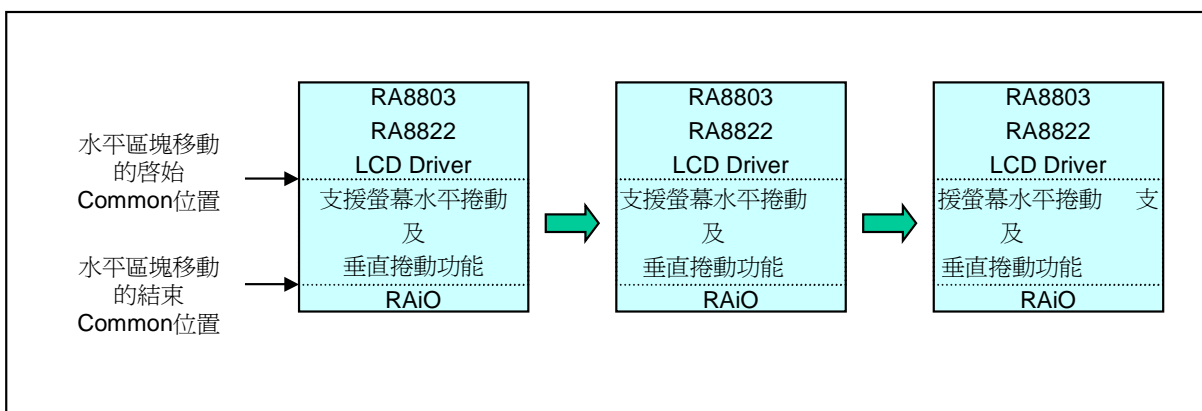 水平區塊移動
的啓始
Common位置
水平區塊移動
的結束
Common位置
RA8803
RA8822
LCD Driver
支援螢幕水平捲動
及
垂直捲動功能
RAiO
RA8803
RA8822
LCD Driver
支援螢幕水平捲動
及
垂直捲動功能
RAiO
RA8803
RA8822
LCD Driver
援螢幕水平捲動 支
及
垂直捲動功能
RAiO